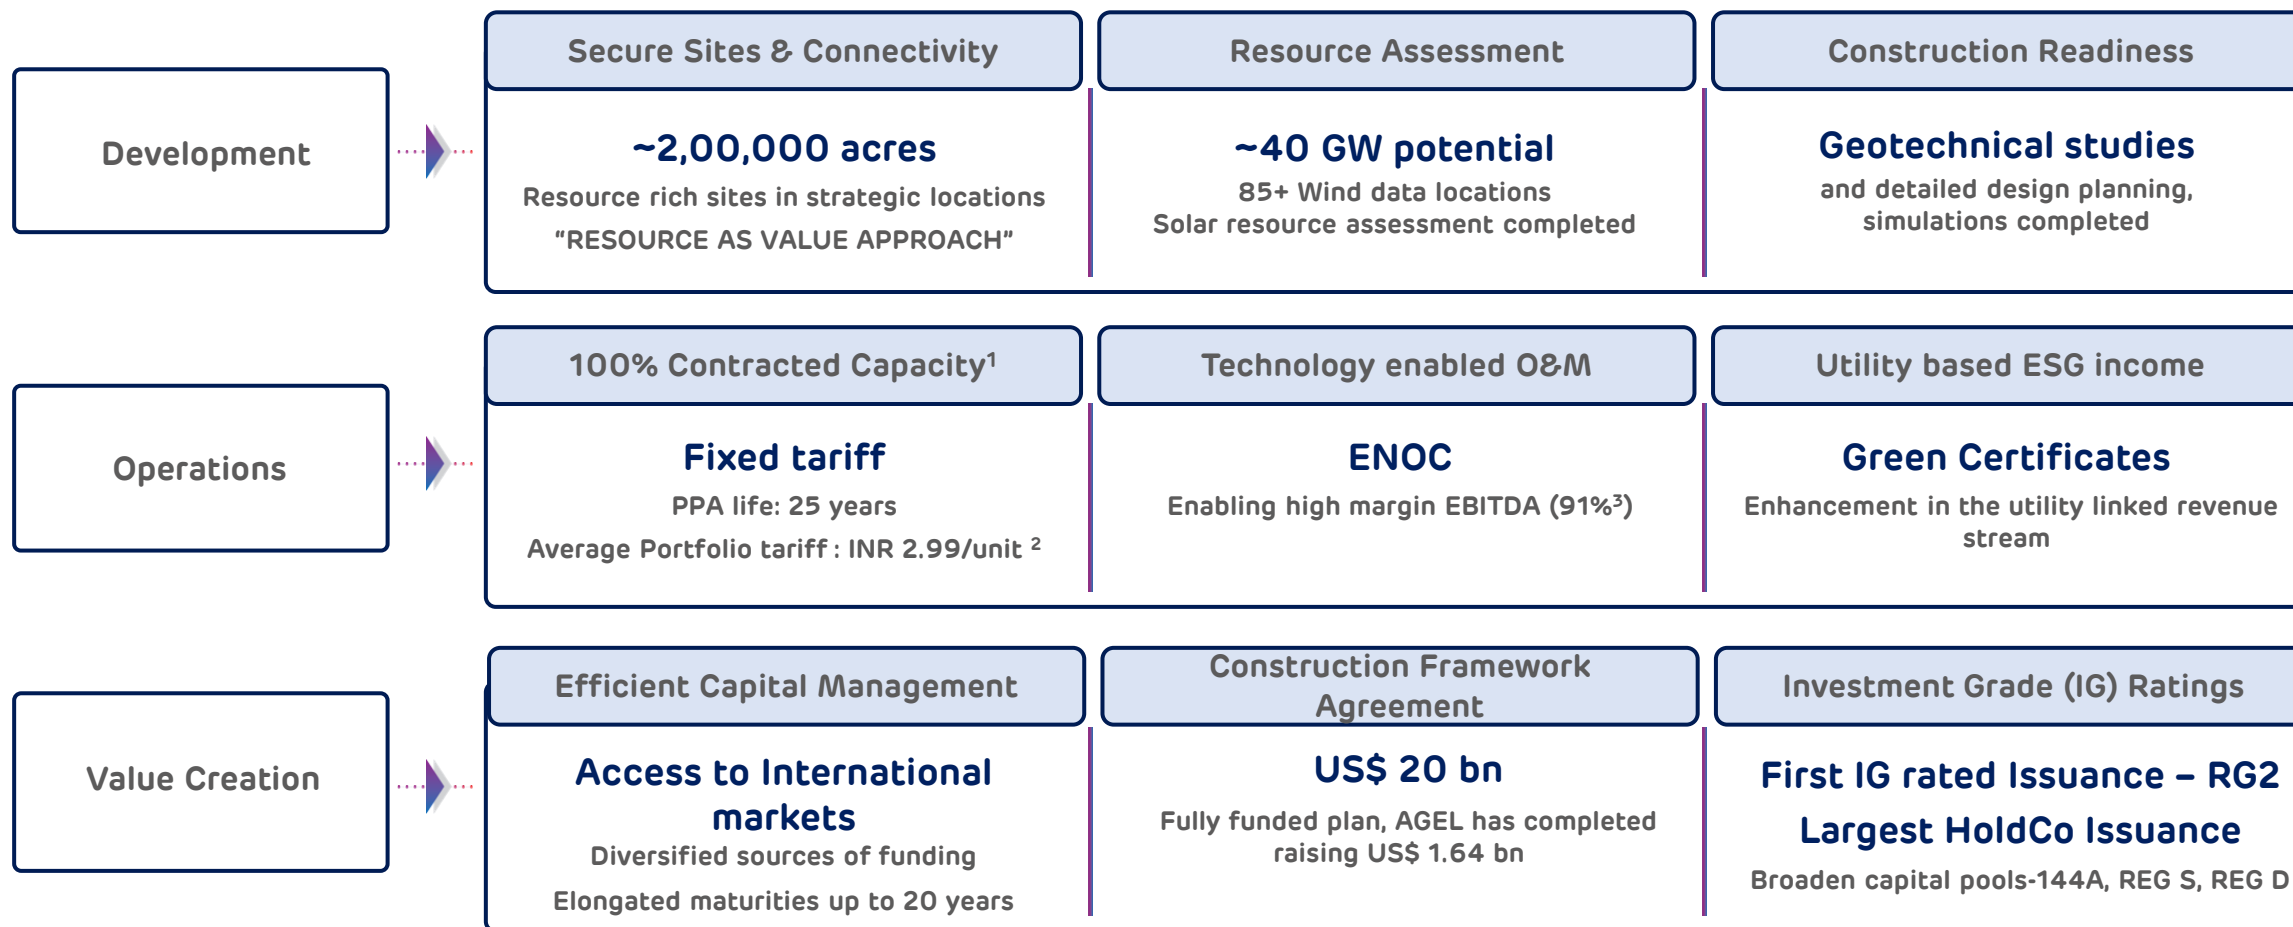 Development
Secure Sites & Connectivity
~2,00,000 acres
Resource rich sites in strategic locations
“RESOURCE AS VALUE APPROACH”
Resource Assessment
~40 GW potential
85+ Wind data locations
Solar resource assessment completed
Construction Readiness
Geotechnical studies
and detailed design planning,
simulations completed
Operations
100% Contracted Capacity¹
Fixed tariff
PPA life: 25 years
Average Portfolio tariff : INR 2.99/unit ²
Technology enabled O&M
ENOC
Enabling high margin EBITDA (91%³)
Utility based ESG income
Green Certificates
Enhancement in the utility linked revenue
stream
Value Creation
Efficient Capital Management
Access to International
markets
Diversified sources of funding
Elongated maturities up to 20 years
Construction Framework
Agreement
US$ 20 bn
Fully funded plan, AGEL has completed
raising US$ 1.64 bn
Investment Grade (IG) Ratings
First IG rated Issuance – RG2
Largest HoldCo Issuance
Broaden capital pools-144A, REG S, REG D